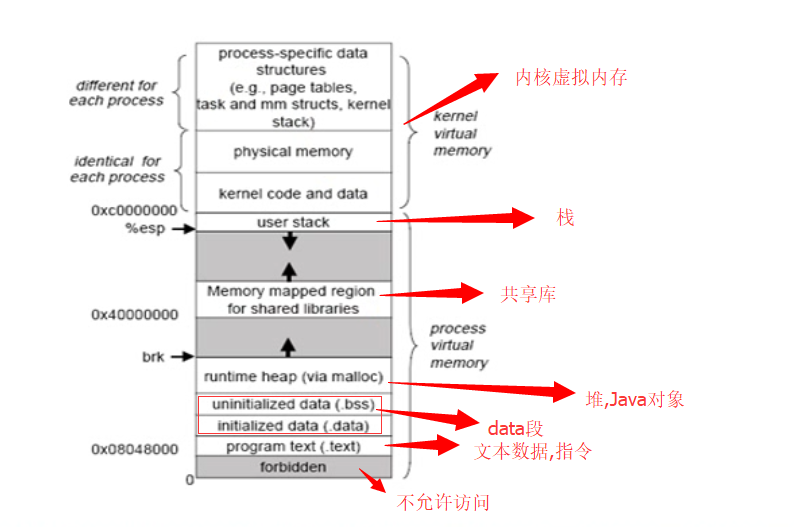 process-specific data
structures
(e.g., page tables,
task and mm structs, kernel
stack)
different for
each process
内核虚拟内存
kernel
virtual
memory
physical memory
identical for
each process
kernel code and data
0xc0000000
%esp
user stack
栈
Memory mapped region
for shared libraries
共享库
0x40000000
process
virtual
memory
brk
runtime heap (via malloc)
堆,Java对象
uninitialized data (.bss)
initialized data (.data)
data段
0x08048000
program text (.text)
文本数据,指令
forbidden
0
不允许访问